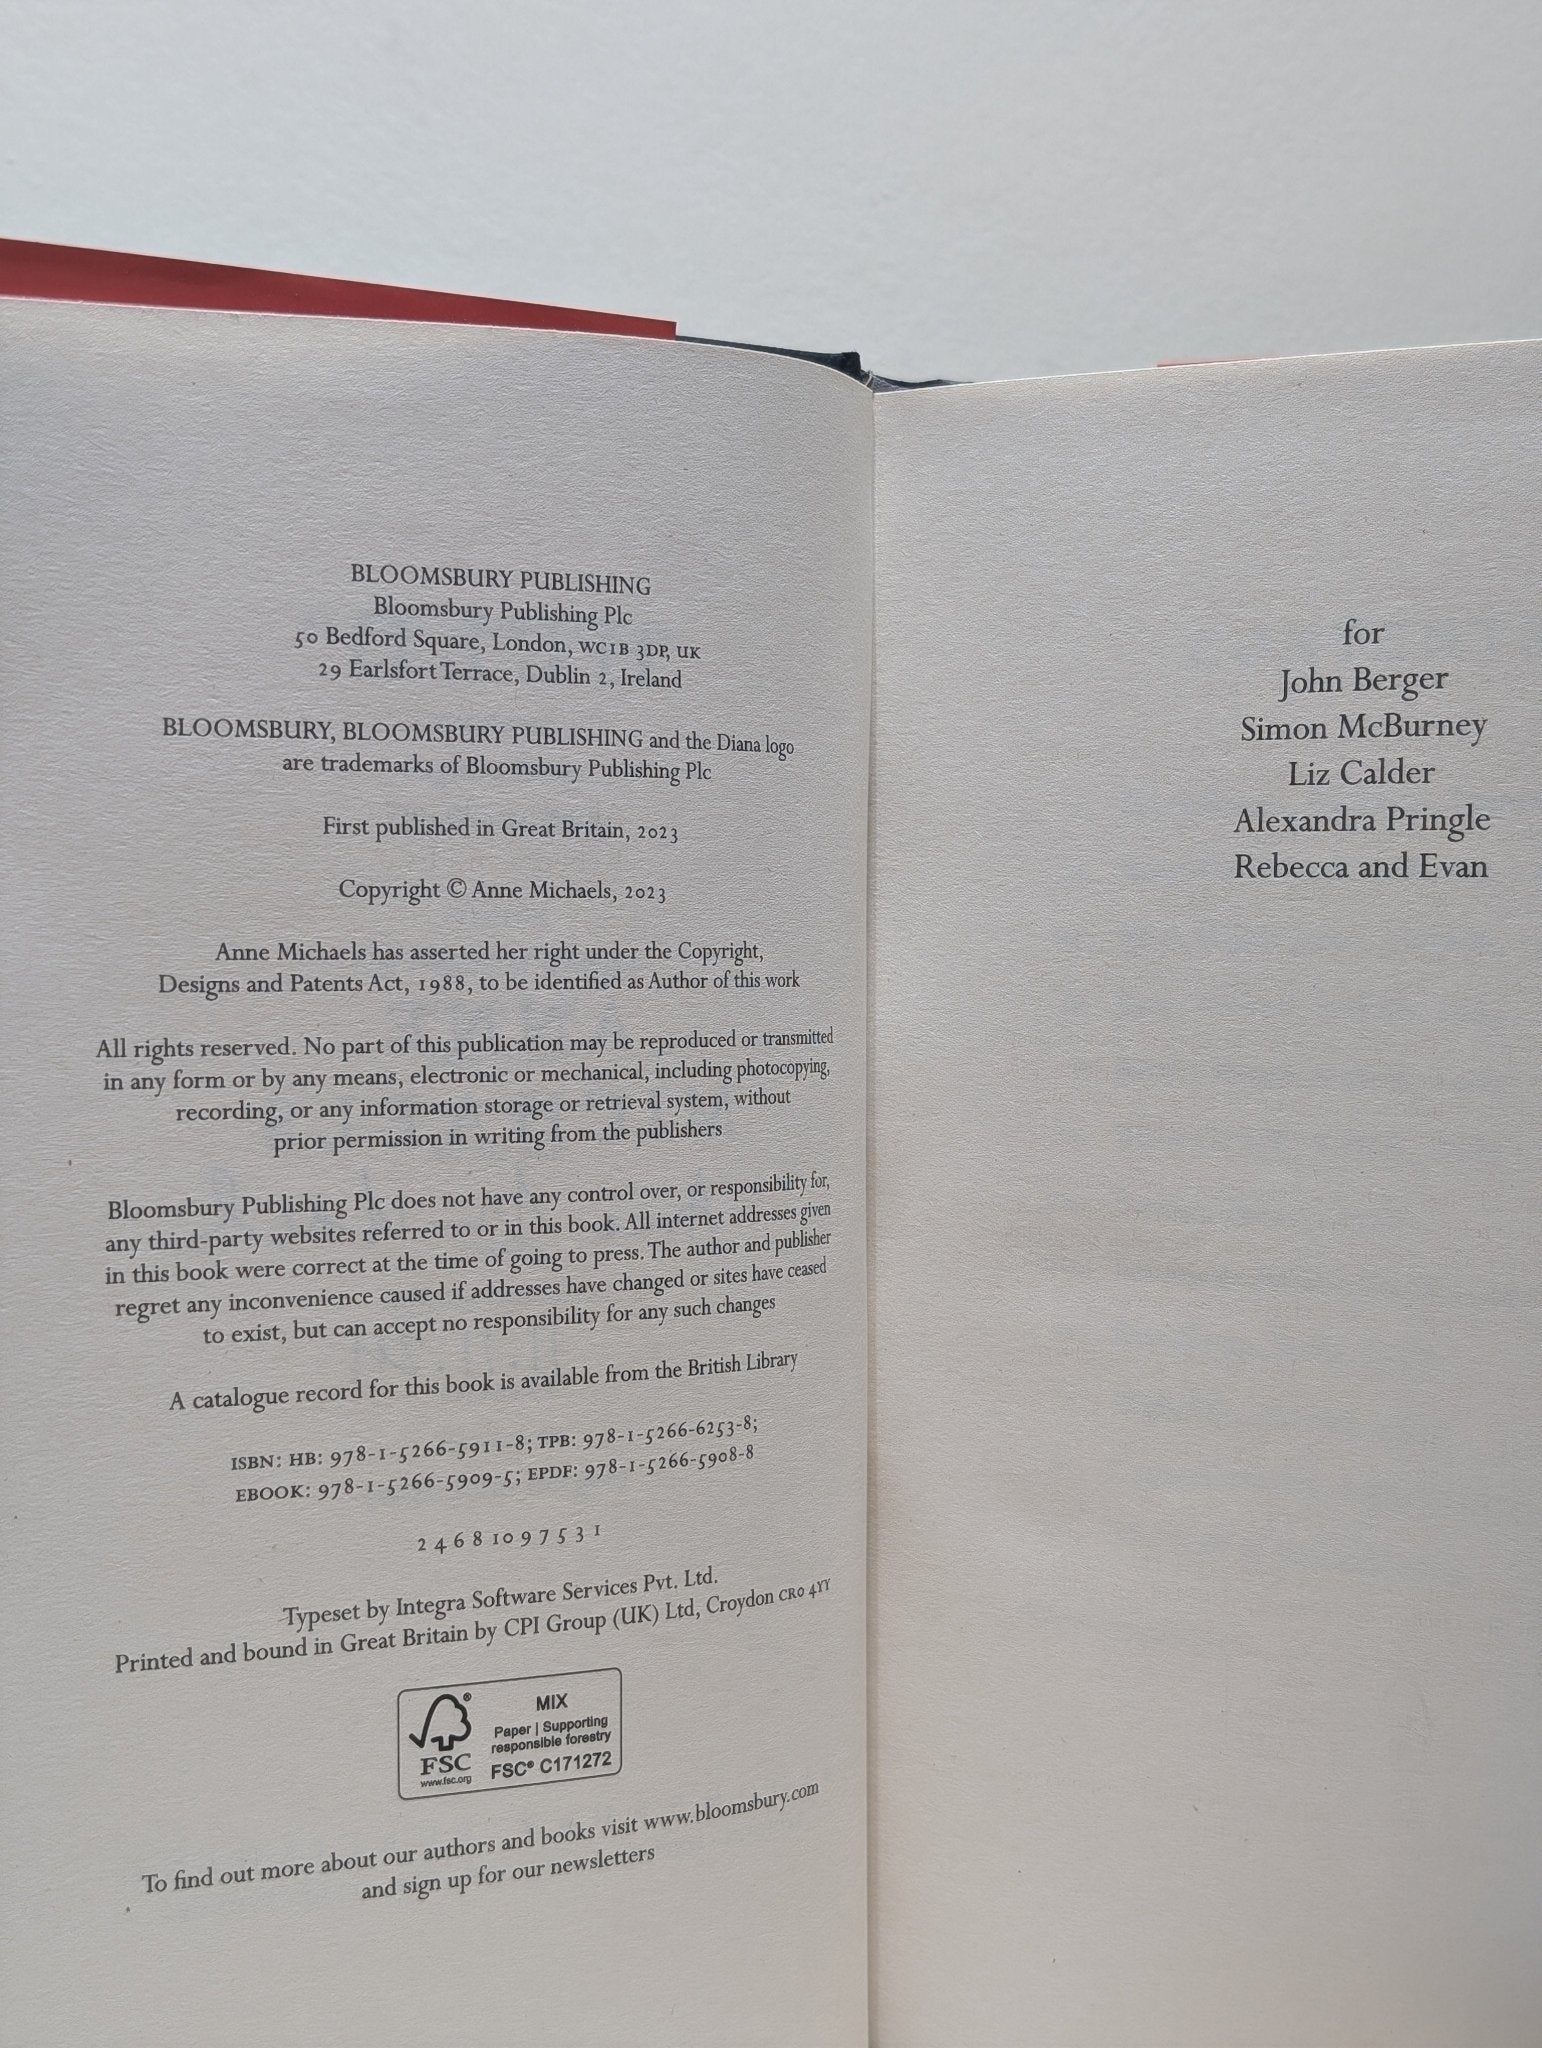 BLOOMSBURY PUBLISHING
Bloomsbury Publishing Plc
50 Bedford Square, London, WC1B 3DP, UK
29 Earlsfort Terrace, Dublin 2, Ireland
BLOOMSBURY, BLOOMSBURY PUBLISHING and the Diana logo
are trademarks of Bloomsbury Publishing Plc
First published in Great Britain, 2023
Copyright © Anne Michaels, 2023
Anne Michaels has asserted her right under the Copyright,
Designs and Patents Act, 1988, to be identified as Author of this work
All rights reserved. No part of this publication may be reproduced or transmitted
in any form or by any means, electronic or mechanical, including photocopying,
recording, or any information storage or retrieval system, without
prior permission in writing from the publishers
Bloomsbury Publishing Plc does not have any control over, or responsibility for,
any third-party websites referred to or in this book. All internet addresses given
in this book were correct at the time of going to press. The author and publisher
regret any inconvenience caused if addresses have changed or sites have ceased
to exist, but can accept no responsibility for any such changes
A catalogue record for this book is available from the British Library
ISBN: HB: 978-1-5266-5911-8; TPB: 978-1-5266-6253-8;
EBOOK: 978-1-5266-5909-5; EPDF: 978-1-5266-5908-8
2 4 6 8 10 9 7 5 3 1
Typeset by Integra Software Services Pvt. Ltd.
Printed and bound in Great Britain by CPI Group (UK) Ltd, Croydon CR0 4YY
MIX
Paper | Supporting
responsible forestry
FSC® C171272
®
FSC
www.fsc.org
To find out more about our authors and books visit www.bloomsbury.com
and sign up for our newsletters
for
John Berger
Simon McBurney
Liz Calder
Alexandra Pringle
Rebecca and Evan